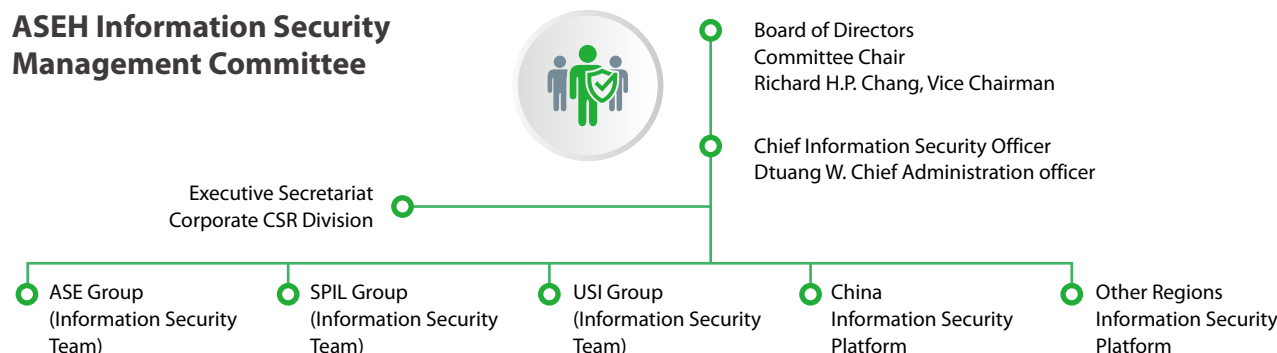 ASEH Information Security
Management Committee
Board of Directors
Committee Chair
Richard H.P. Chang, Vice Chairman
Chief Information Security Officer
Dtuang W. Chief Administration officer
Executive Secretariat
Corporate CSR Division
ASE Group
(Information Security
Team)
SPIL Group
(Information Security
Team)
USI Group
(Information Security
Team)
China
Information Security
Platform
Other Regions
Information Security
Platform